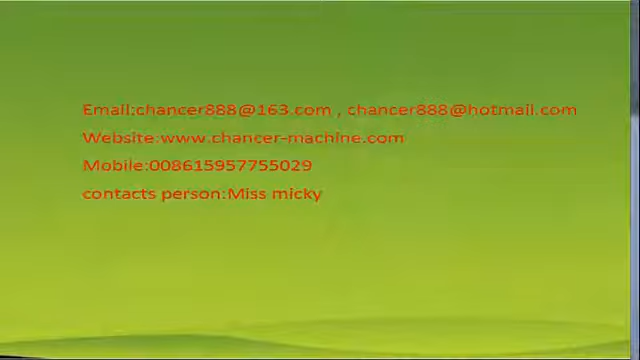 Email:chancer888@163.com , chancer888@hotmail.com
Website:www.chancer-machine.com
Mobile:008615957755029
contacts person:Miss micky